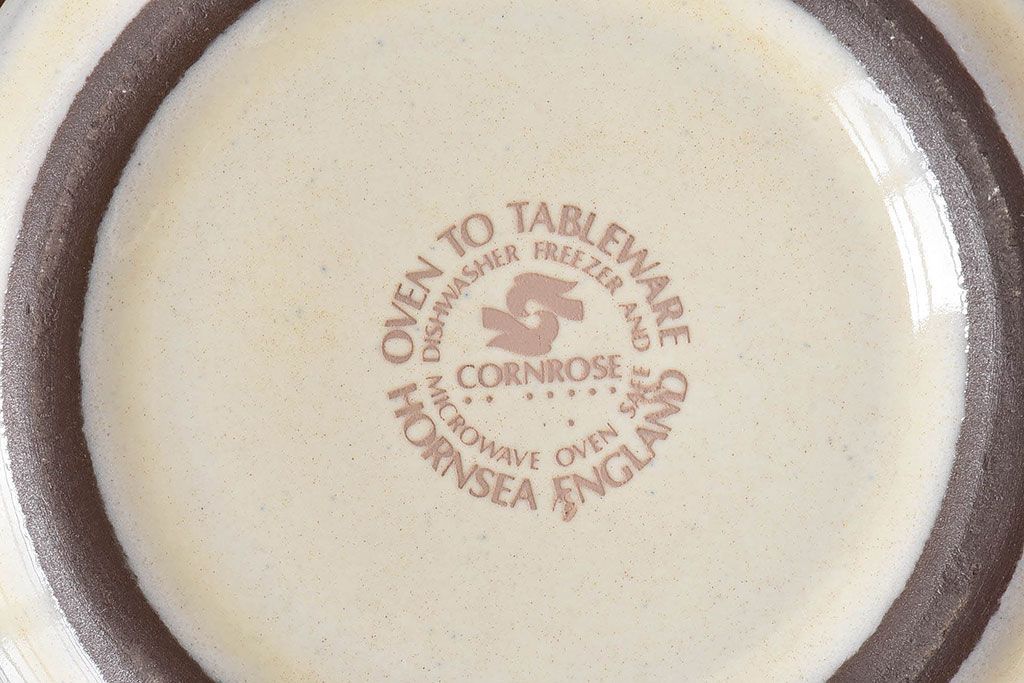 OVEN TO TABLEWARE
DISHWASHER FREEZER AND
CORNROSE
MICROWAVE OVEN SAFE
HORNSEA ENGLAND